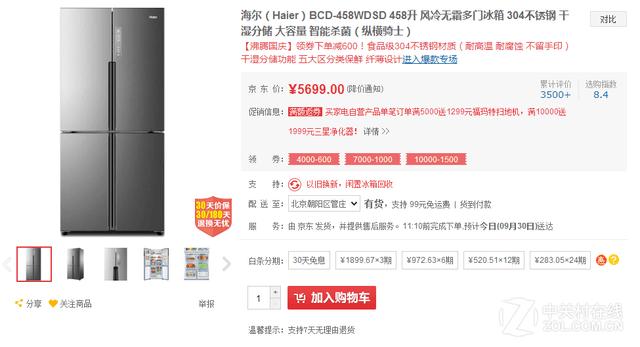 Haier
海尔（Haier）BCD-458WDSD 458升 风冷无霜多门冰箱 304不锈钢 干
湿分储 大容量 智能杀菌（纵横骑士）
对比
【沸腾国庆】领券下单减600！食品级304不锈钢材质（耐高温 耐腐蚀 不留手印）
干湿分储功能 五大区分类保鲜 纤薄设计进入爆款专场
京 东 价： ¥5699.00 (降价通知)
累计评价 选购指数
3500+ 8.4
促销信息： 满额返券 买家电自营产品单笔订单满5000送1299元福玛特扫地机，满10000送
1999元三星净化器！ 详情 >>
领 券： 4000-600 7000-1000 10000-1500
支 持： 以旧换新，闲置冰箱回收
配 送 至： 北京朝阳区管庄 有货，支持 99元免运费 | 货到付款
服 务： 由 京东 发货，并提供售后服务。11:10前完成下单，预计今日(09月30日)送达
30天价保
30/180天
退换无忧
白条分期： 30天免息 ¥1899.67×3期 ¥972.63×6期 ¥520.51×12期 ¥283.05×24期 ?
分享 关注商品 举报
1 + - 加入购物车
温馨提示： 支持7天无理由退货
中关村在线
ZOL.COM.CN